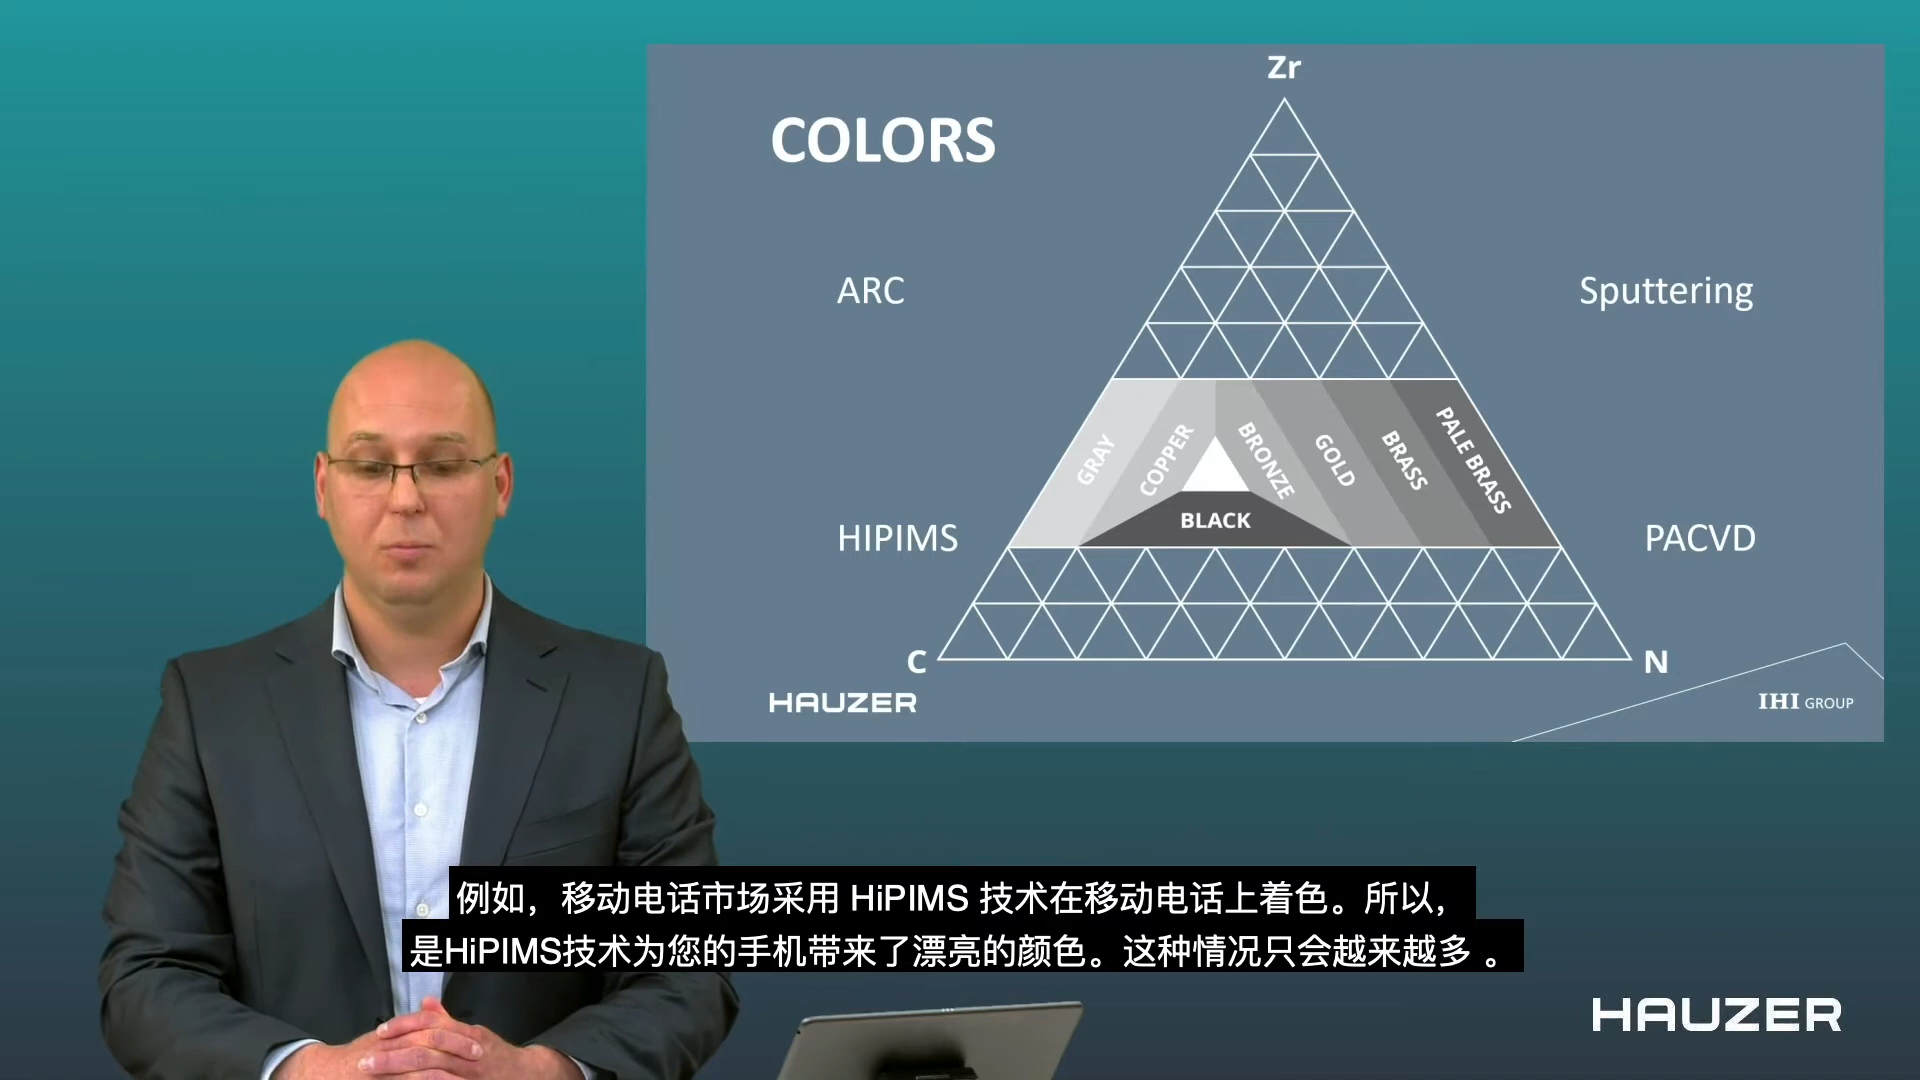 Zr
COLORS
ARC
Sputtering
GRAY
COPPER
BRONZE
GOLD
BRASS
PALE BRASS
BLACK
HIPIMS
PACVD
C
N
HAUZER
IHI GROUP
例如，移动电话市场采用 HiPIMS 技术在移动电话上着色。所以，
是HiPIMS技术为您的手机带来了漂亮的颜色。这种情况只会越来越多 。
HAUZER